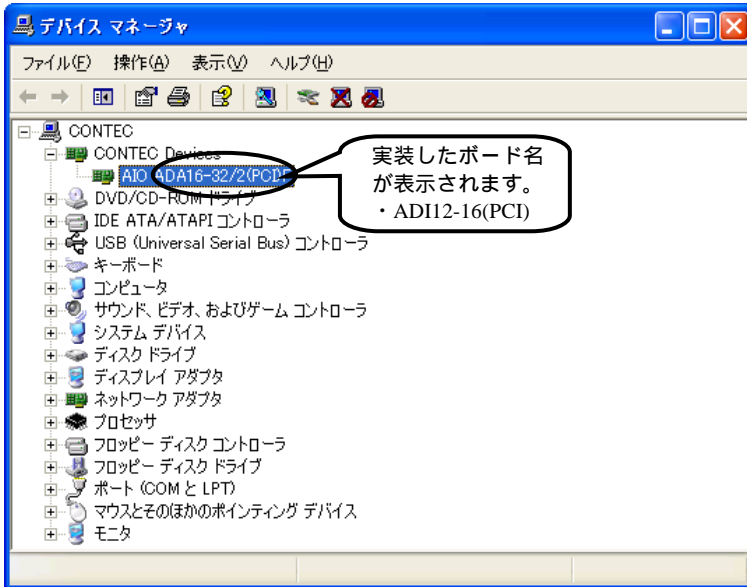 デバイス マネージャ
ファイル(F) 操作(A) 表示(V) ヘルプ(H)
CONTEC
CONTEC Devices
AIO ADA16-32/2(PCI)F
実装したボード名
が表示されます。
・ADI12-16(PCI)
DVD/CD-ROM ドライブ
IDE ATA/ATAPI コントローラ
USB (Universal Serial Bus) コントローラ
キーボード
コンピュータ
サウンド、ビデオ、およびゲーム コントローラ
システム デバイス
ディスク ドライブ
ディスプレイ アダプタ
ネットワーク アダプタ
プロセッサ
フロッピー ディスク コントローラ
フロッピー ディスク ドライブ
ポート (COM と LPT)
マウスとそのほかのポインティング デバイス
モニタ